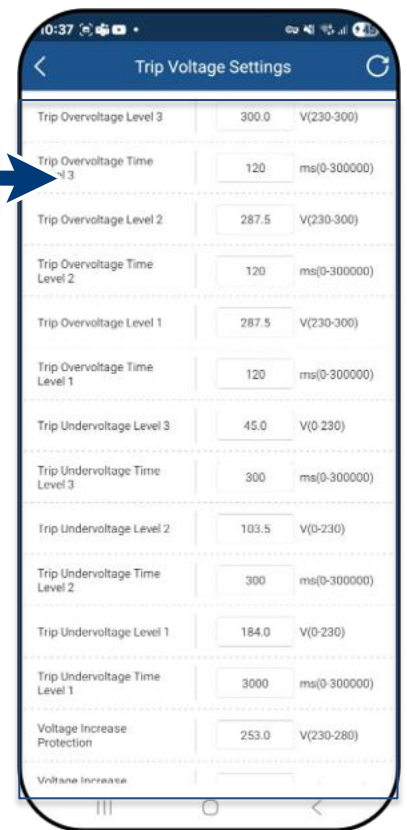 10:37
Trip Voltage Settings
Trip Overvoltage Level 3 300.0 V(230-300)
Trip Overvoltage Time 120 ms(0-300000)
3
Trip Overvoltage Level 2 287.5 V(230-300)
Trip Overvoltage Time
Level 2 120 ms(0-300000)
Trip Overvoltage Level 1 287.5 V(230-300)
Trip Overvoltage Time
Level 1 120 ms(0-300000)
Trip Undervoltage Level 3 45.0 V(0-230)
Trip Undervoltage Time
Level 3 300 ms(0-300000)
Trip Undervoltage Level 2 103.5 V(0-230)
Trip Undervoltage Time
Level 2 300 ms(0-300000)
Trip Undervoltage Level 1 184.0 V(0-230)
Trip Undervoltage Time
Level 1 3000 ms(0-300000)
Voltage Increase
Protection 253.0 V(230-280)
Voltage Increase